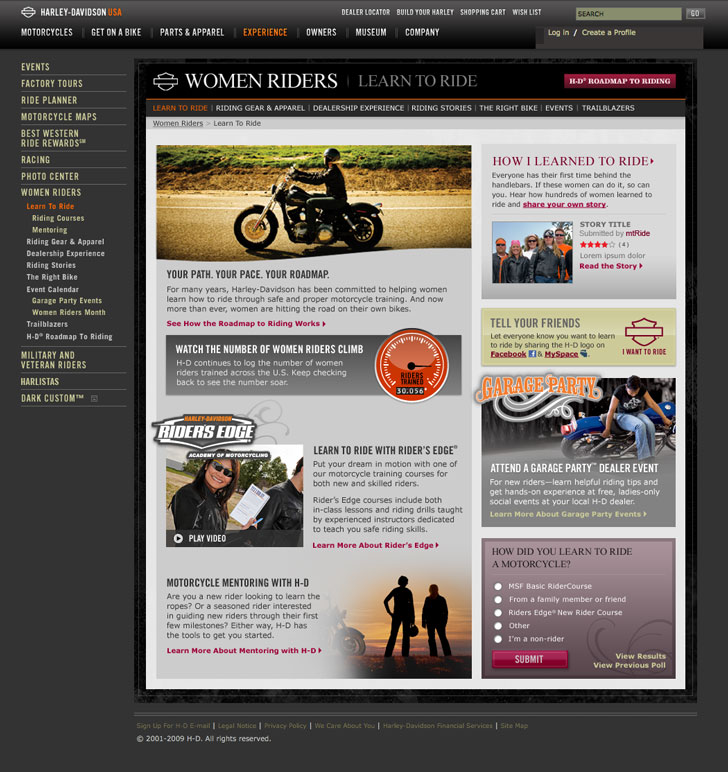 HARLEY-DAVIDSON USA
DEALER LOCATOR BUILD YOUR HARLEY SHOPPING CART WISH LIST
SEARCH GO
MOTORCYCLES GET ON A BIKE PARTS & APPAREL EXPERIENCE OWNERS MUSEUM COMPANY
Log in / Create a Profile
EVENTS
FACTORY TOURS
RIDE PLANNER
MOTORCYCLE MAPS
BEST WESTERN
RIDE REWARDS℠
RACING
PHOTO CENTER
WOMEN RIDERS
Learn To Ride
Riding Courses
Mentoring
Riding Gear & Apparel
Dealership Experience
Riding Stories
The Right Bike
Event Calendar
Garage Party Events
Women Riders Month
Trailblazers
H-D® Roadmap To Riding
MILITARY AND
VETERAN RIDERS
HARLISTAS
DARK CUSTOM™
WOMEN RIDERS | LEARN TO RIDE
H-D® ROADMAP TO RIDING
LEARN TO RIDE | RIDING GEAR & APPAREL | DEALERSHIP EXPERIENCE | RIDING STORIES | THE RIGHT BIKE | EVENTS | TRAILBLAZERS
Women Riders > Learn To Ride
YOUR PATH. YOUR PACE. YOUR ROADMAP.
For many years, Harley-Davidson has been committed to helping women
learn how to ride through safe and proper motorcycle training. And now
more than ever, women are hitting the road on their own bikes.
See How the Roadmap to Riding Works
WATCH THE NUMBER OF WOMEN RIDERS CLIMB
H-D continues to log the number of women
riders trained across the U.S. Keep checking
back to see the number soar.
RIDERS
TRAINED
30,056*
HARLEY-DAVIDSON
RIDERS EDGE
ACADEMY OF MOTORCYCLING
PLAY VIDEO
LEARN TO RIDE WITH RIDER'S EDGE®
Put your dream in motion with one of
our motorcycle training courses for
both new and skilled riders.
Rider's Edge courses include both
in-class lessons and riding drills taught
by experienced instructors dedicated
to teach you safe riding skills.
Learn More About Rider's Edge
MOTORCYCLE MENTORING WITH H-D
Are you a new rider looking to learn the
ropes? Or a seasoned rider interested
in guiding new riders through their first
few milestones? Either way, H-D has
the tools to get you started.
Learn More About Mentoring with H-D
HOW I LEARNED TO RIDE
Everyone has their first time behind the
handlebars. If these women can do it, so can
you. Hear how hundreds of women learned to
ride and share your own story.
STORY TITLE
Submitted by mtRide
(4)
Lorem ipsum dolor
Read the Story
TELL YOUR FRIENDS
Let everyone know you want to learn
to ride by sharing the H-D logo on
Facebook & MySpace
I WANT TO RIDE
GARAGE PARTY
ATTEND A GARAGE PARTY™ DEALER EVENT
For new riders—learn helpful riding tips and
get hands-on experience at free, ladies-only
social events at your local H-D dealer.
Learn More About Garage Party Events
HOW DID YOU LEARN TO RIDE
A MOTORCYCLE?
MSF Basic RiderCourse
From a family member or friend
Riders Edge® New Rider Course
Other
I'm a non-rider
SUBMIT
View Results
View Previous Poll
Sign Up For H-D E-mail | Legal Notice | Privacy Policy | We Care About You | Harley-Davidson Financial Services | Site Map
© 2001-2009 H-D. All rights reserved.